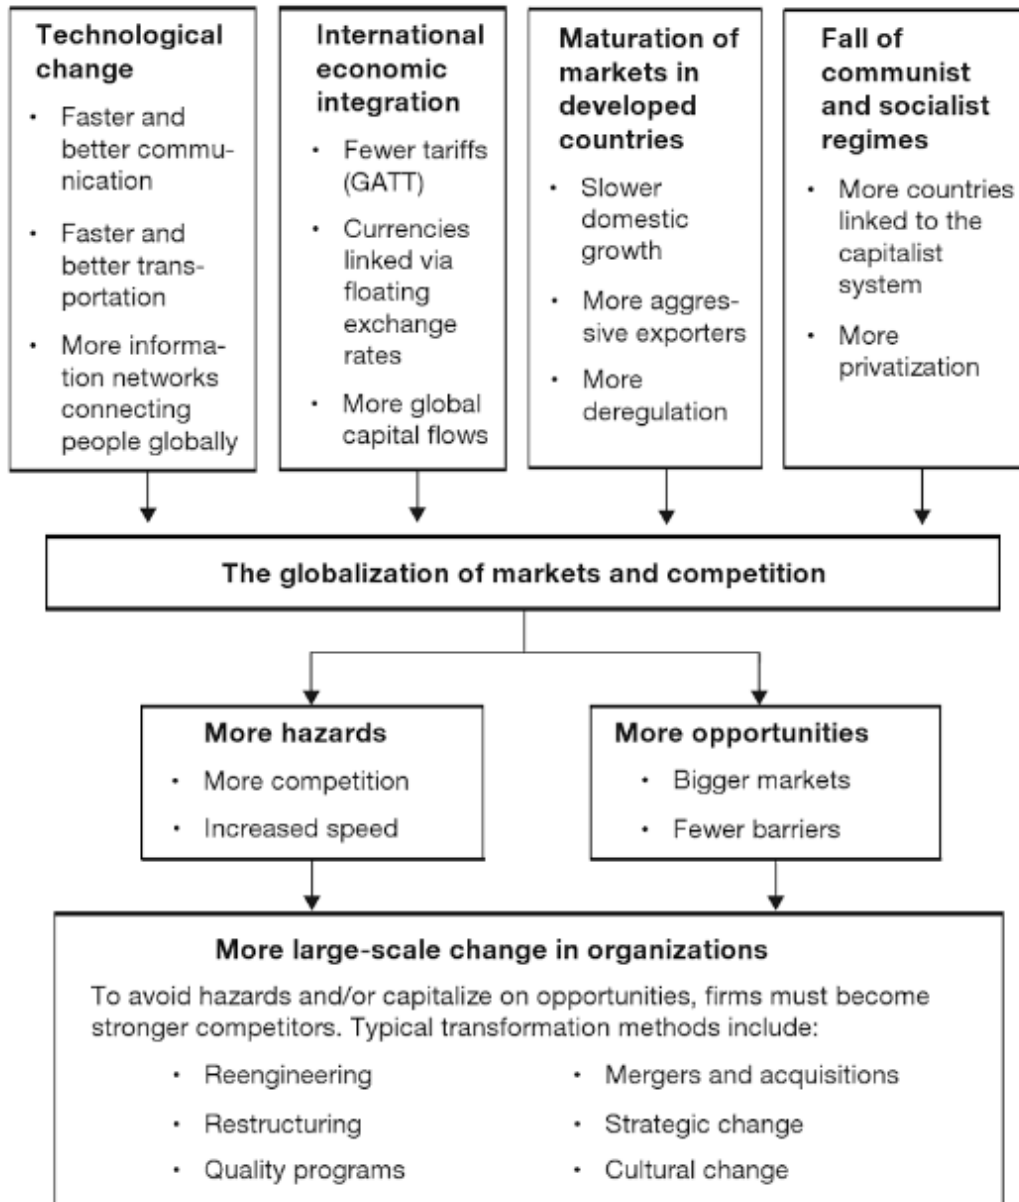 Technological
change
• Faster and
better commu-
nication
• Faster and
better trans-
portation
• More informa-
tion networks
connecting
people globally
International
economic
integration
• Fewer tariffs
(GATT)
• Currencies
linked via
floating
exchange
rates
• More global
capital flows
Maturation of
markets in
developed
countries
• Slower
domestic
growth
• More aggres-
sive exporters
• More
deregulation
Fall of
communist
and socialist
regimes
• More countries
linked to the
capitalist
system
• More
privatization
The globalization of markets and competition
More hazards
• More competition
• Increased speed
More opportunities
• Bigger markets
• Fewer barriers
More large-scale change in organizations
To avoid hazards and/or capitalize on opportunities, firms must become
stronger competitors. Typical transformation methods include:
• Reengineering
• Restructuring
• Quality programs
• Mergers and acquisitions
• Strategic change
• Cultural change